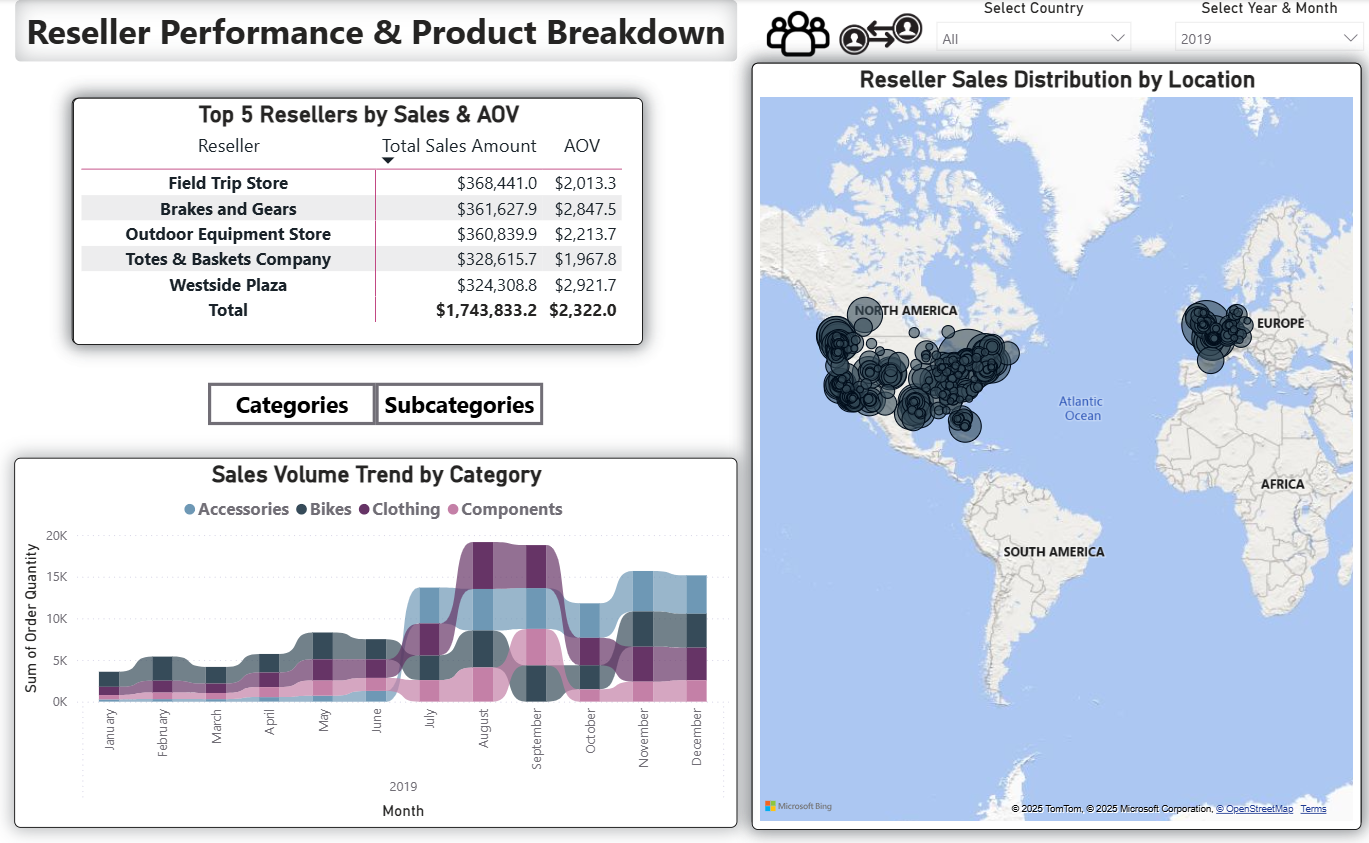 Reseller Performance & Product Breakdown
Select Country
All
Select Year & Month
2019
Top 5 Resellers by Sales & AOV
Reseller Total Sales Amount AOV
Field Trip Store $368,441.0 $2,013.3
Brakes and Gears $361,627.9 $2,847.5
Outdoor Equipment Store $360,839.9 $2,213.7
Totes & Baskets Company $328,615.7 $1,967.8
Westside Plaza $324,308.8 $2,921.7
Total $1,743,833.2 $2,322.0
Categories
Subcategories
Sales Volume Trend by Category
Accessories Bikes Clothing Components
Sum of Order Quantity
20K
15K
10K
5K
0K
January
February
March
April
May
June
July
August
September
October
November
December
2019
Month
Reseller Sales Distribution by Location
NORTH AMERICA
EUROPE
Atlantic
Ocean
AFRICA
SOUTH AMERICA
Microsoft Bing
© 2025 TomTom, © 2025 Microsoft Corporation, © OpenStreetMap Terms